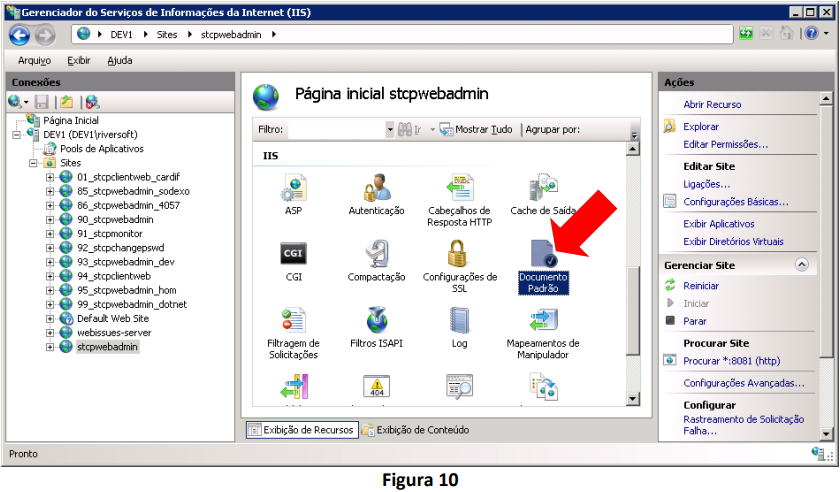 Gerenciador do Serviços de Informações da Internet (IIS)
DEV1 Sites stcpwebadmin
Arquivo Exibir Ajuda
Conexões
Página Inicial
DEV1 (DEV1\riversoft)
Pools de Aplicativos
Sites
01_stcpclientweb_cardif
85_stcpwebadmin_sodexo
86_stcpwebadmin_4057
90_stcpwebadmin
91_stcpmonitor
92_stcpchangepswd
93_stcpwebadmin_dev
94_stcpclientweb
95_stcpwebadmin_hom
99_stcpwebadmin_dotnet
Default Web Site
webissues-server
stcpwebadmin
Página inicial stcpwebadmin
Filtro: Ir Mostrar Tudo Agrupar por:
IIS
ASP
Autenticação
Cabeçalhos de
Resposta HTTP
Cache de Saída
CGI
CGI
Compactação
Configurações de
SSL
Documento
Padrão
Filtragem de
Solicitações
Filtros ISAPI
Log
Mapeamentos de
Manipulador
404
Exibição de Recursos Exibição de Conteúdo
Ações
Abrir Recurso
Explorar
Editar Permissões...
Editar Site
Ligações...
Configurações Básicas...
Exibir Aplicativos
Exibir Diretórios Virtuais
Gerenciar Site
Reiniciar
Iniciar
Parar
Procurar Site
Procurar *:8081 (http)
Configurações Avançadas...
Configurar
Rastreamento de Solicitação
Falha...
Pronto
Figura 10